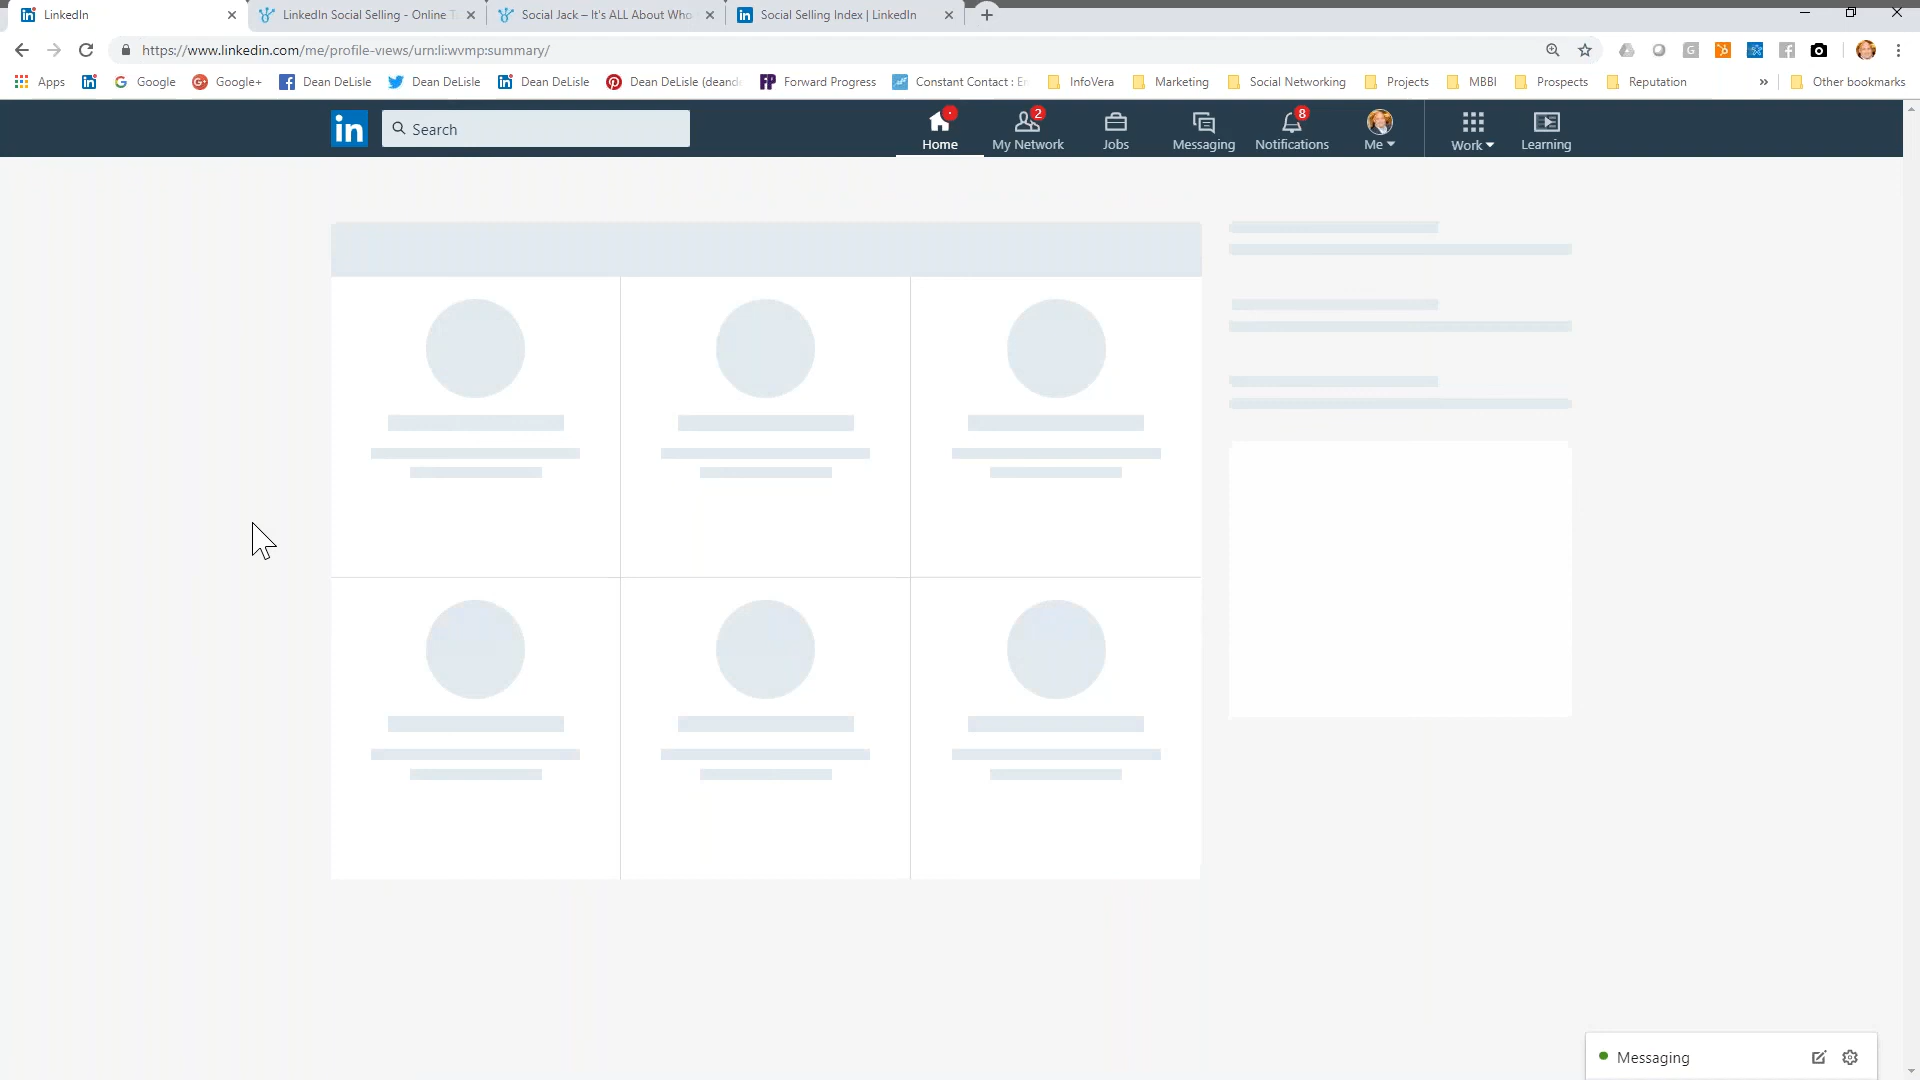 LinkedIn
LinkedIn Social Selling - Online T
Social Jack – It's ALL About Who
Social Selling Index | LinkedIn
https://www.linkedin.com/me/profile-views/urn:li:wvmp:summary/
Apps
Google
Google+
Dean DeLisle
Dean DeLisle
Dean DeLisle
Dean DeLisle (deande
Forward Progress
Constant Contact : Em
InfoVera
Marketing
Social Networking
Projects
MBBI
Prospects
Reputation
»
Other bookmarks
in
Search
Home
2
My Network
Jobs
Messaging
8
Notifications
Me
Work
Learning
Messaging